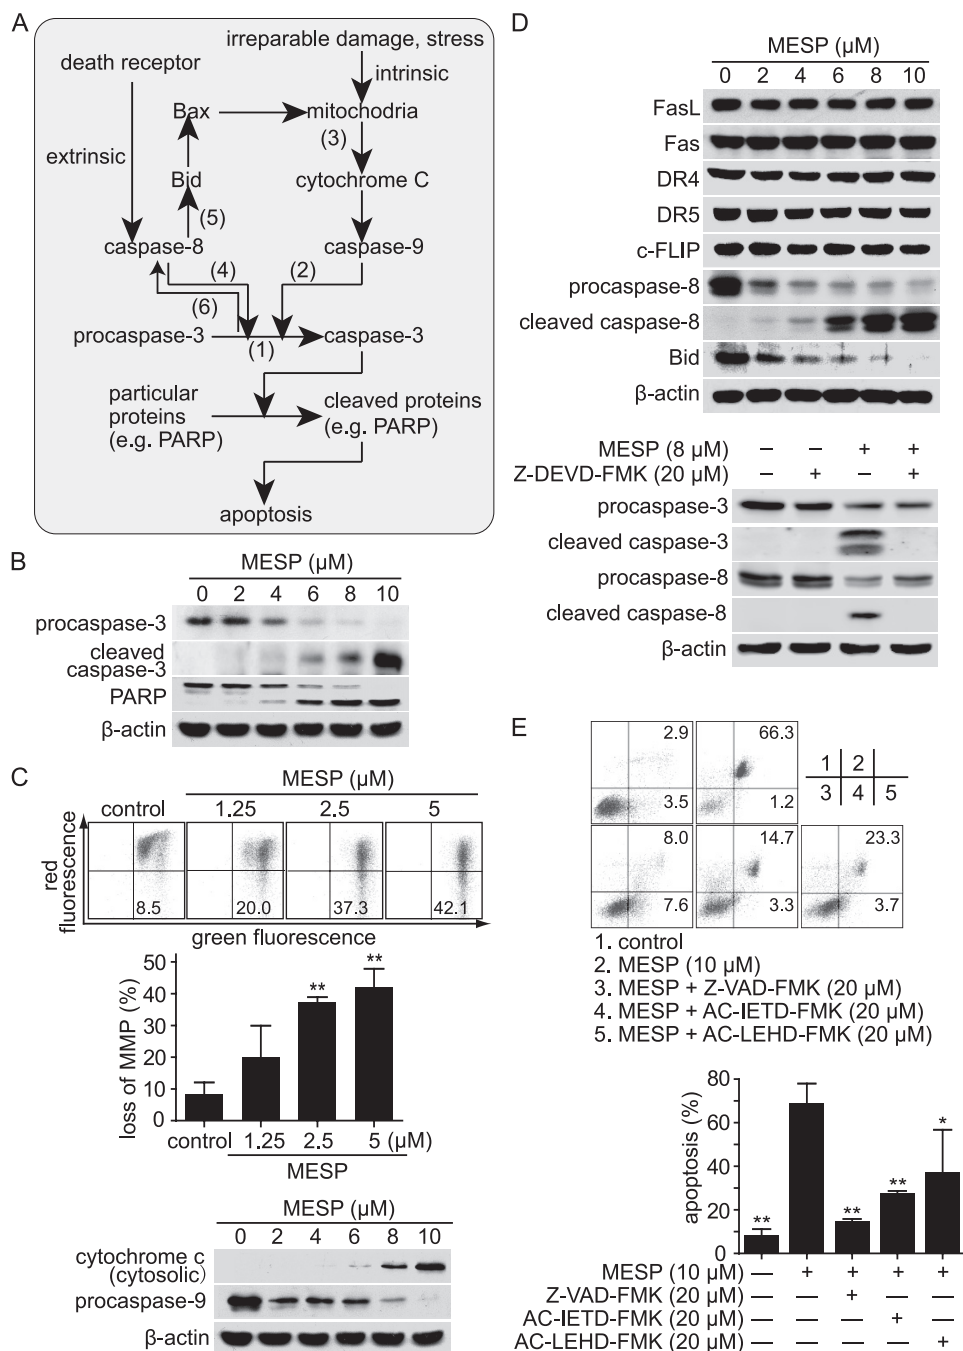 A
irreparable damage, stress
death receptor
intrinsic
Bax
mitochodria
(3)
extrinsic
Bid
cytochrome C
(5)
caspase-8
caspase-9
(4)
(2)
(6)
procaspase-3
caspase-3
(1)
particular
proteins
(e.g. PARP)
cleaved proteins
(e.g. PARP)
apoptosis
B
MESP (μM)
0 2 4 6 8 10
procaspase-3
cleaved
caspase-3
PARP
β-actin
C
MESP (μM)
control 1.25 2.5 5
red
fluorescence
8.5 20.0 37.3 42.1
green fluorescence
loss of MMP (%)
50
40
30
20
10
0
** **
control 1.25 2.5 5 (μM)
MESP
MESP (μM)
0 2 4 6 8 10
cytochrome c
(cytosolic)
procaspase-9
β-actin
D
MESP (μM)
0 2 4 6 8 10
FasL
Fas
DR4
DR5
c-FLIP
procaspase-8
cleaved caspase-8
Bid
β-actin
MESP (8 μM) – – + +
Z-DEVD-FMK (20 μM) – + – +
procaspase-3
cleaved caspase-3
procaspase-8
cleaved caspase-8
β-actin
E
2.9 66.3
3.5 1.2
1 2
3 4 5
8.0 14.7 23.3
7.6 3.3 3.7
1. control
2. MESP (10 μM)
3. MESP + Z-VAD-FMK (20 μM)
4. MESP + AC-IETD-FMK (20 μM)
5. MESP + AC-LEHD-FMK (20 μM)
apoptosis (%)
80
60
40
20
0
** ** ** *
MESP (10 μM) — + + + +
Z-VAD-FMK (20 μM) — — + — —
AC-IETD-FMK (20 μM) — — — + —
AC-LEHD-FMK (20 μM) — — — — +